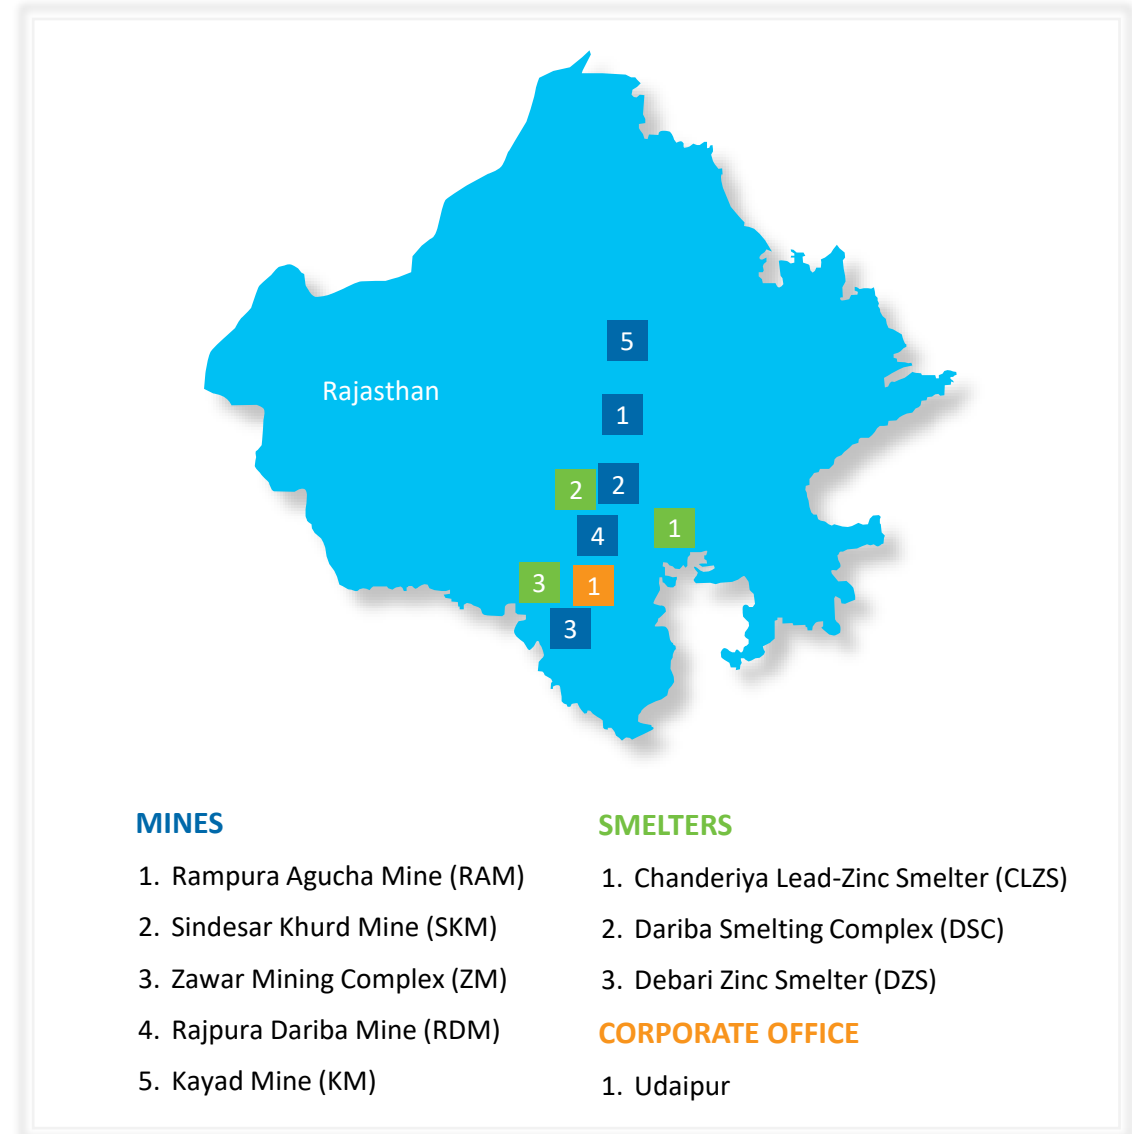 5
Rajasthan
1
2 2
4 1
3 1
3
MINES
1. Rampura Agucha Mine (RAM)
2. Sindesar Khurd Mine (SKM)
3. Zawar Mining Complex (ZM)
4. Rajpura Dariba Mine (RDM)
5. Kayad Mine (KM)
SMELTERS
1. Chanderiya Lead-Zinc Smelter (CLZS)
2. Dariba Smelting Complex (DSC)
3. Debari Zinc Smelter (DZS)
CORPORATE OFFICE
1. Udaipur